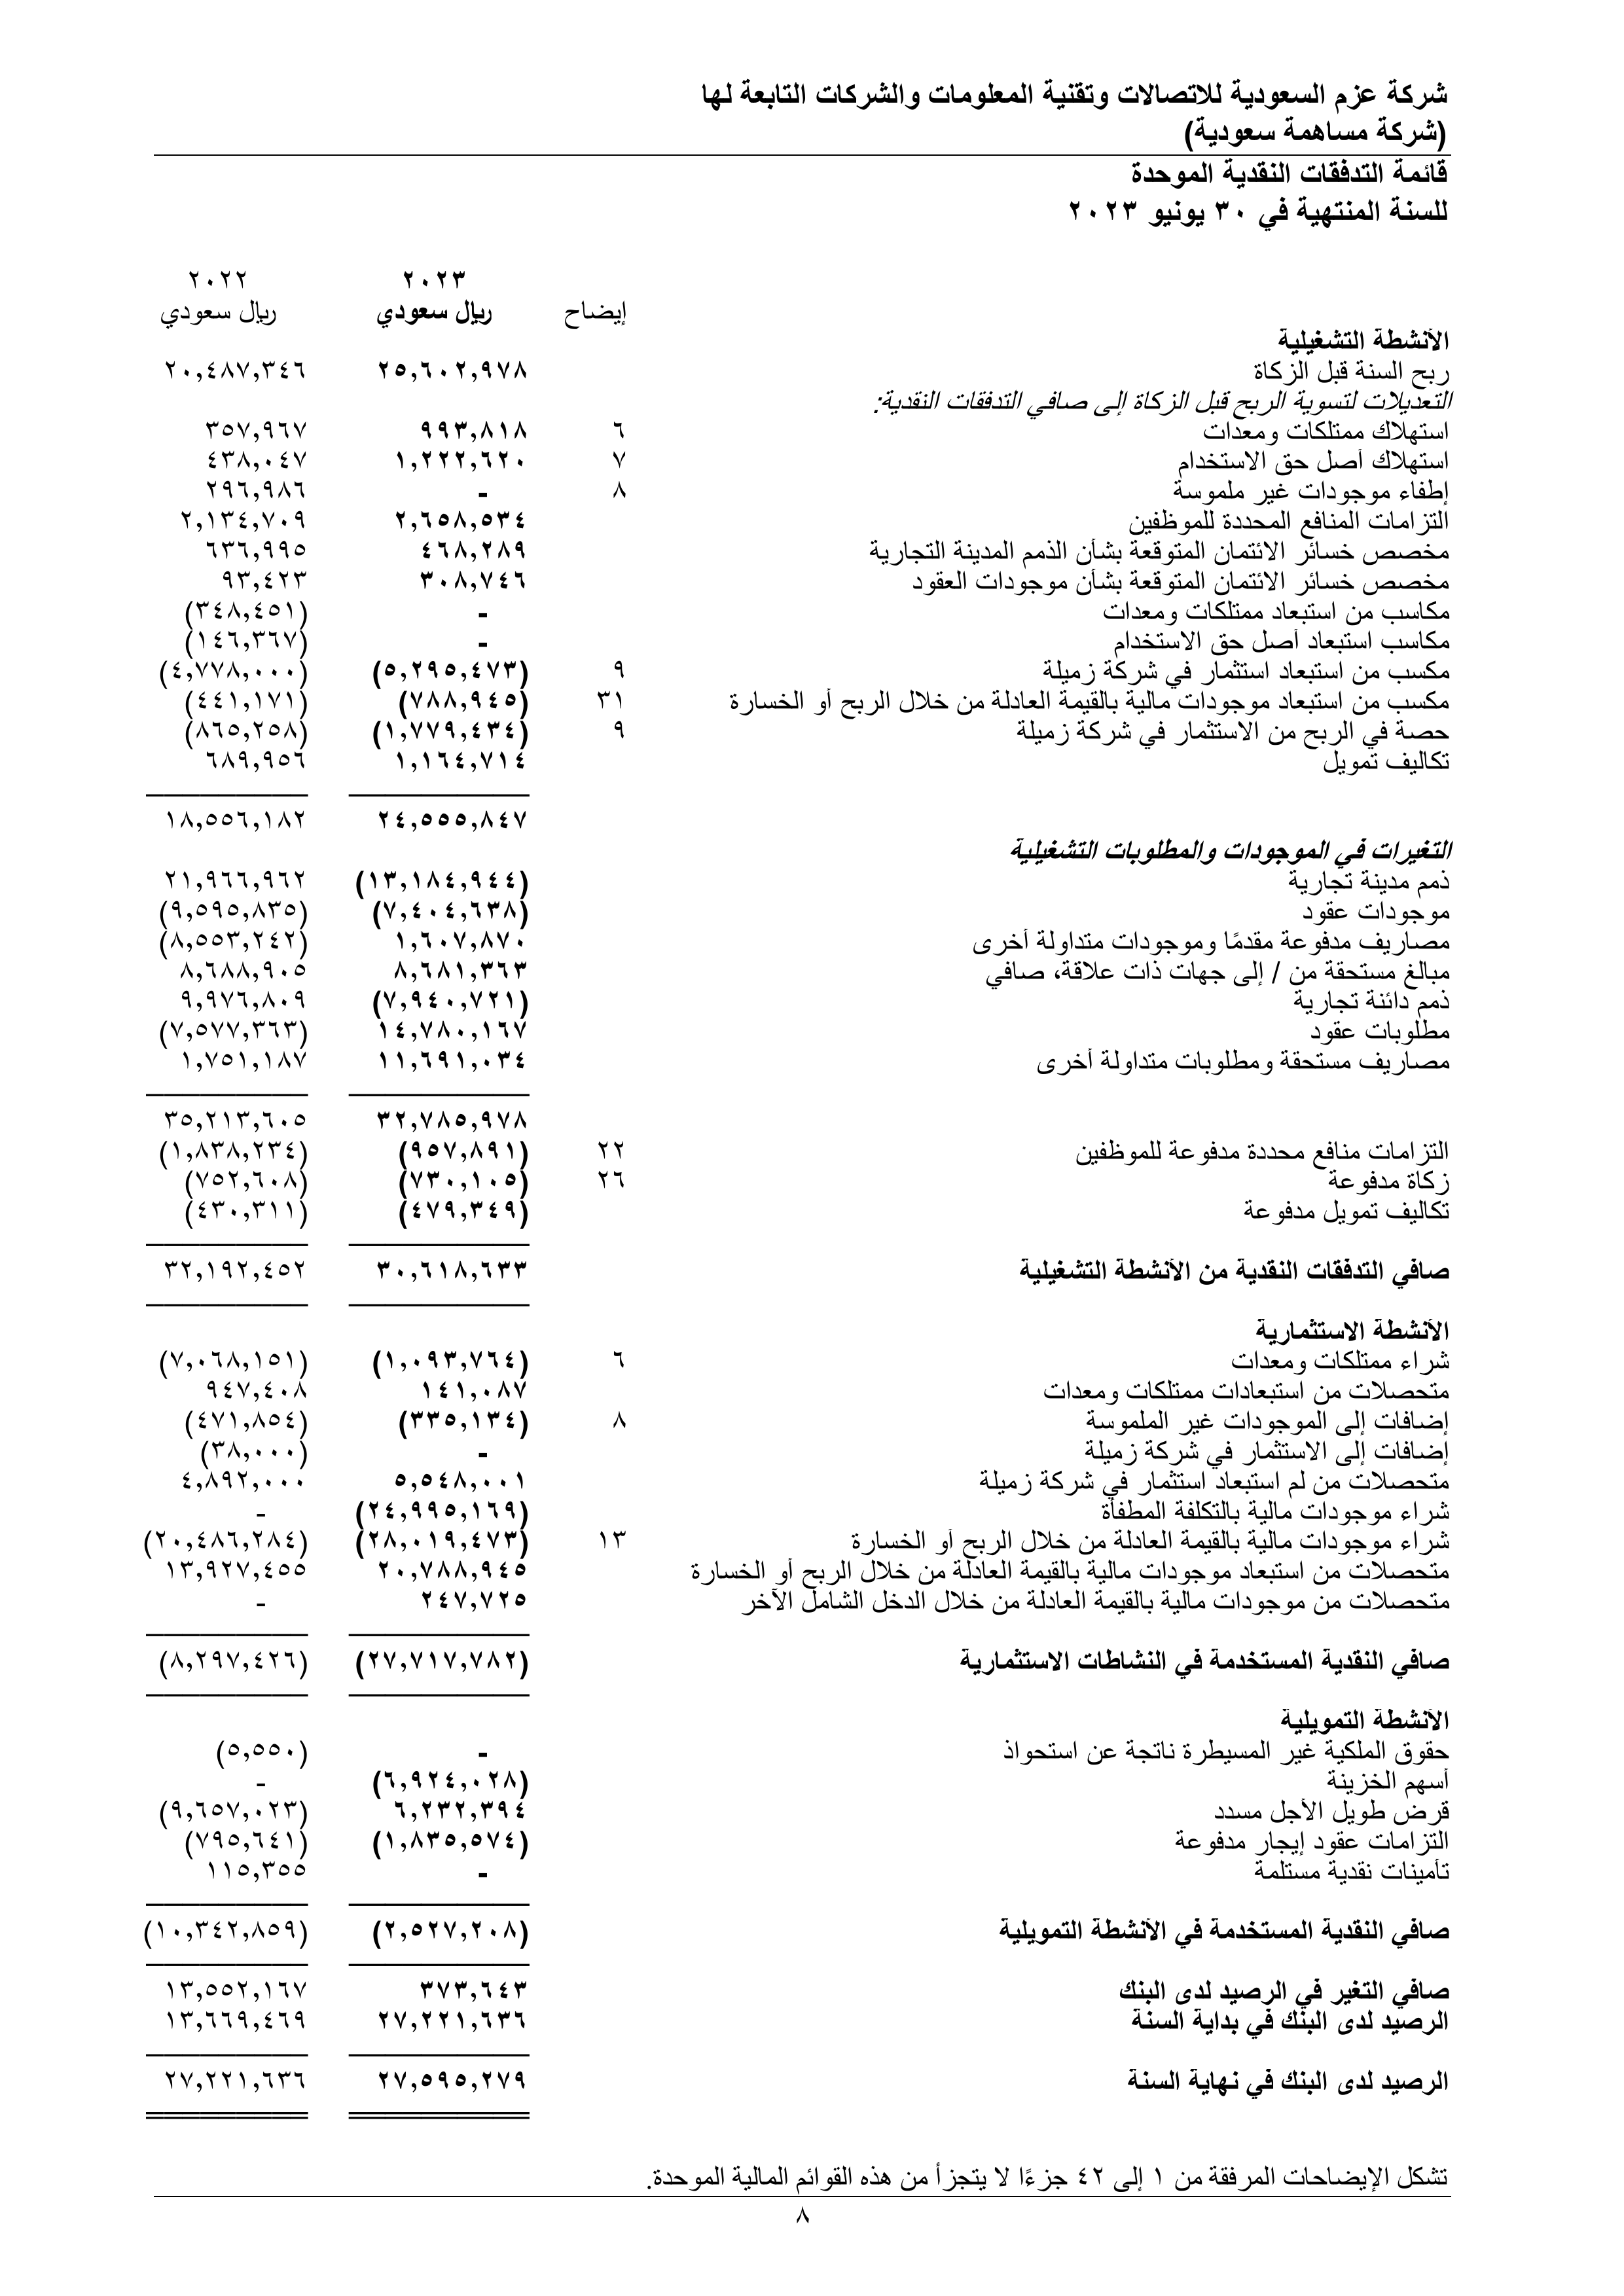 شركة عزم السعودية للاتصالات وتقنية المعلومات والشركات التابعة لها
(شركة مساهمة سعودية)
قائمة التدفقات النقدية الموحدة
للسنة المنتهية في ٣٠ يونيو ٢٠٢٣
٢٠٢٣ ٢٠٢٢
إيضاح ريال سعودي ريال سعودي
الأنشطة التشغيلية
ربح السنة قبل الزكاة ٢٥,٦٠٢,٩٧٨ ٢٠,٤٨٧,٣٤٦
التعديلات لتسوية الربح قبل الزكاة إلى صافي التدفقات النقدية:
استهلاك ممتلكات ومعدات ٦ ٩٩٣,٨١٨ ٣٥٧,٩٦٧
استهلاك أصل حق الاستخدام ٧ ١,٢٢٢,٦٢٠ ٤٣٨,٠٤٧
إطفاء موجودات غير ملموسة ٨ - ٢٩٦,٩٨٦
التزامات المنافع المحددة للموظفين ٢,٦٥٨,٥٣٤ ٢,١٣٤,٧٠٩
مخصص خسائر الائتمان المتوقعة بشأن الذمم المدينة التجارية ٤٦٨,٢٨٩ ٦٣٦,٩٩٥
مخصص خسائر الائتمان المتوقعة بشأن موجودات العقود ٣٠٨,٧٤٦ ٩٣,٤٢٣
مكاسب من استبعاد ممتلكات ومعدات - (٣٤٨,٤٥١)
مكاسب استبعاد أصل حق الاستخدام - (١٤٦,٣٦٧)
مكسب من استبعاد استثمار في شركة زميلة ٩ (٥,٢٩٥,٤٧٣) (٤,٧٧٨,٠٠٠)
مكسب من استبعاد موجودات مالية بالقيمة العادلة من خلال الربح أو الخسارة ٣١ (٧٨٨,٩٤٥) (٤٤١,١٧١)
حصة في الربح من الاستثمار في شركة زميلة ٩ (١,٧٧٩,٤٣٤) (٨٦٥,٢٥٨)
تكاليف تمويل ١,١٦٤,٧١٤ ٦٨٩,٩٥٦
٢٤,٥٥٥,٨٤٧ ١٨,٥٥٦,١٨٢
التغيرات في الموجودات والمطلوبات التشغيلية
ذمم مدينة تجارية (١٣,١٨٤,٩٤٤) ٢١,٩٦٦,٩٦٢
موجودات عقود (٧,٤٠٤,٦٣٨) (٩,٥٩٥,٨٣٥)
مصاريف مدفوعة مقدمًا وموجودات متداولة أخرى ١,٦٠٧,٨٧٠ (٨,٥٥٣,٢٤٢)
مبالغ مستحقة من / إلى جهات ذات علاقة، صافي ٨,٦٨١,٣٦٣ ٨,٦٨٨,٩٠٥
ذمم دائنة تجارية (٧,٩٤٠,٧٢١) ٩,٩٧٦,٨٠٩
مطلوبات عقود ١٤,٧٨٠,١٦٧ (٧,٥٧٧,٣٦٣)
مصاريف مستحقة ومطلوبات متداولة أخرى ١١,٦٩١,٠٣٤ ١,٧٥١,١٨٧
٣٢,٧٨٥,٩٧٨ ٣٥,٢١٣,٦٠٥
التزامات منافع محددة مدفوعة للموظفين ٢٢ (٩٥٧,٨٩١) (١,٨٣٨,٢٣٤)
زكاة مدفوعة ٢٦ (٧٣٠,١٠٥) (٧٥٢,٦٠٨)
تكاليف تمويل مدفوعة (٤٧٩,٣٤٩) (٤٣٠,٣١١)
صافي التدفقات النقدية من الأنشطة التشغيلية ٣٠,٦١٨,٦٣٣ ٣٢,١٩٢,٤٥٢
الأنشطة الاستثمارية
شراء ممتلكات ومعدات ٦ (١,٠٩٣,٧٦٤) (٧,٠٦٨,١٥١)
متحصلات من استبعادات ممتلكات ومعدات ١٤١,٠٨٧ ٩٤٧,٤٠٨
إضافات إلى الموجودات غير الملموسة ٨ (٣٣٥,١٣٤) (٤٧١,٨٥٤)
إضافات إلى الاستثمار في شركة زميلة - (٣٨,٠٠٠)
متحصلات من لم استبعاد استثمار في شركة زميلة ٥,٥٤٨,٠٠١ ٤,٨٩٢,٠٠٠
شراء موجودات مالية بالتكلفة المطفأة (٢٤,٩٩٥,١٦٩) -
شراء موجودات مالية بالقيمة العادلة من خلال الربح أو الخسارة ١٣ (٢٨,٠١٩,٤٧٣) (٢٠,٤٨٦,٢٨٤)
متحصلات من استبعاد موجودات مالية بالقيمة العادلة من خلال الربح أو الخسارة ٢٠,٧٨٨,٩٤٥ ١٣,٩٢٧,٤٥٥
متحصلات من موجودات مالية بالقيمة العادلة من خلال الدخل الشامل الآخر ٢٤٧,٧٢٥ -
صافي النقدية المستخدمة في النشاطات الاستثمارية (٢٧,٧١٧,٧٨٢) (٨,٢٩٧,٤٢٦)
الأنشطة التمويلية
حقوق الملكية غير المسيطرة ناتجة عن استحواذ - (٥,٥٥٠)
أسهم الخزينة (٦,٩٢٤,٠٢٨) -
قرض طويل الأجل مسدد ٦,٢٣٢,٣٩٤ (٩,٦٥٧,٠٢٣)
التزامات عقود إيجار مدفوعة (١,٨٣٥,٥٧٤) (٧٩٥,٦٤١)
تأمينات نقدية مستلمة - ١١٥,٣٥٥
صافي النقدية المستخدمة في الأنشطة التمويلية (٢,٥٢٧,٢٠٨) (١٠,٣٤٢,٨٥٩)
صافي التغير في الرصيد لدى البنك ٣٧٣,٦٤٣ ١٣,٥٥٢,١٦٧
الرصيد لدى البنك في بداية السنة ٢٧,٢٢١,٦٣٦ ١٣,٦٦٩,٤٦٩
الرصيد لدى البنك في نهاية السنة ٢٧,٥٩٥,٢٧٩ ٢٧,٢٢١,٦٣٦
تشكل الإيضاحات المرفقة من ١ إلى ٤٢ جزءًا لا يتجزأ من هذه القوائم المالية الموحدة.
٨